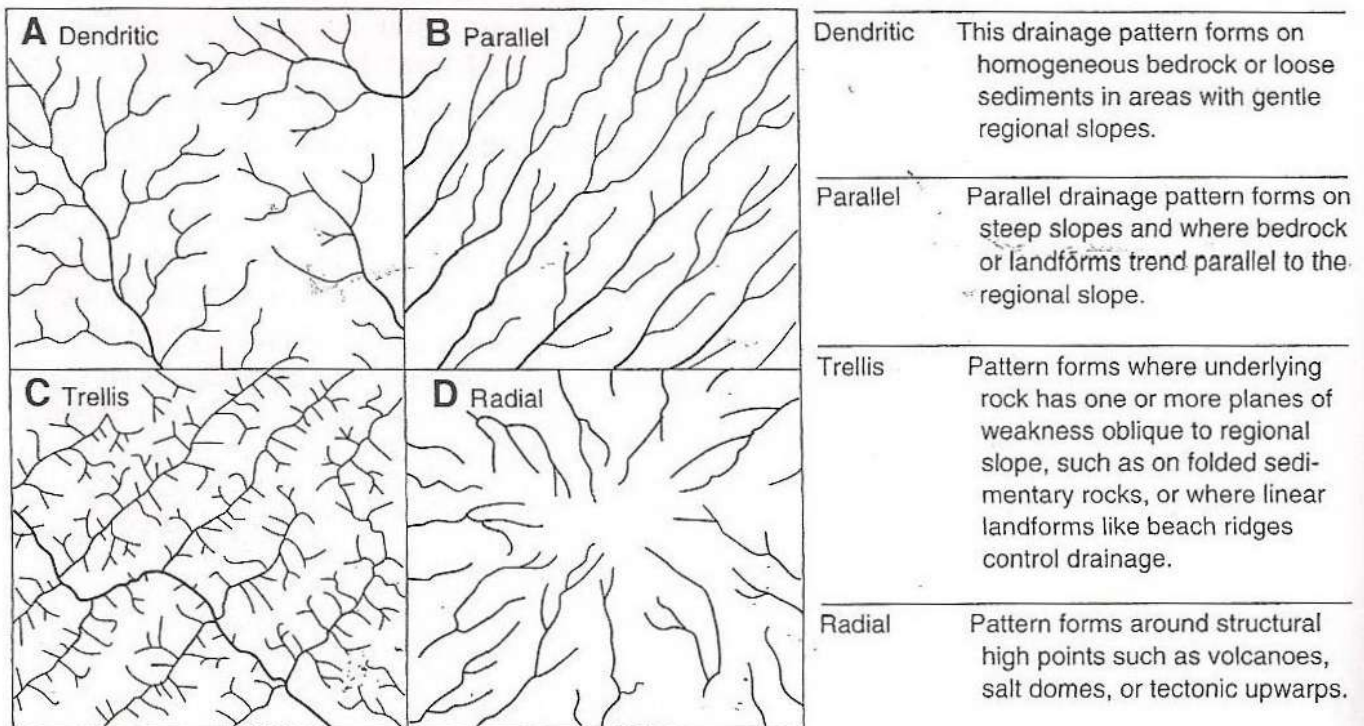 A Dendritic
B Parallel
C Trellis
D Radial
Dendritic This drainage pattern forms on
homogeneous bedrock or loose
sediments in areas with gentle
regional slopes.
Parallel Parallel drainage pattern forms on
steep slopes and where bedrock
or landforms trend parallel to the
regional slope.
Trellis Pattern forms where underlying
rock has one or more planes of
weakness oblique to regional
slope, such as on folded sedi-
mentary rocks, or where linear
landforms like beach ridges
control drainage.
Radial Pattern forms around structural
high points such as volcanoes,
salt domes, or tectonic upwarps.